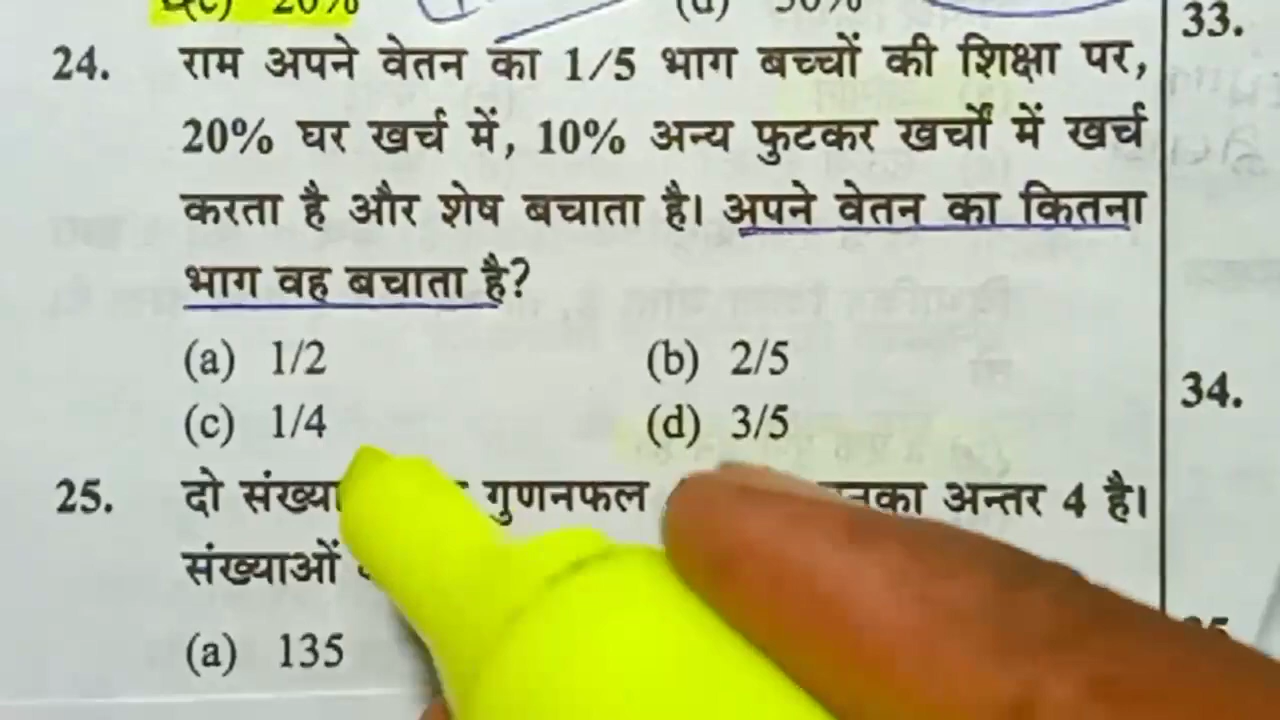 (c) 20% (d) 50%
33.
24. राम अपने वेतन का 1/5 भाग बच्चों की शिक्षा पर,
20% घर खर्च में, 10% अन्य फुटकर खर्चों में खर्च
करता है और शेष बचाता है। अपने वेतन का कितना
भाग वह बचाता है?
(a) 1/2 (b) 2/5
34.
(c) 1/4 (d) 3/5
25. दो गुणनफल अन्तर 4 है।
संख्याओं
(a) 135